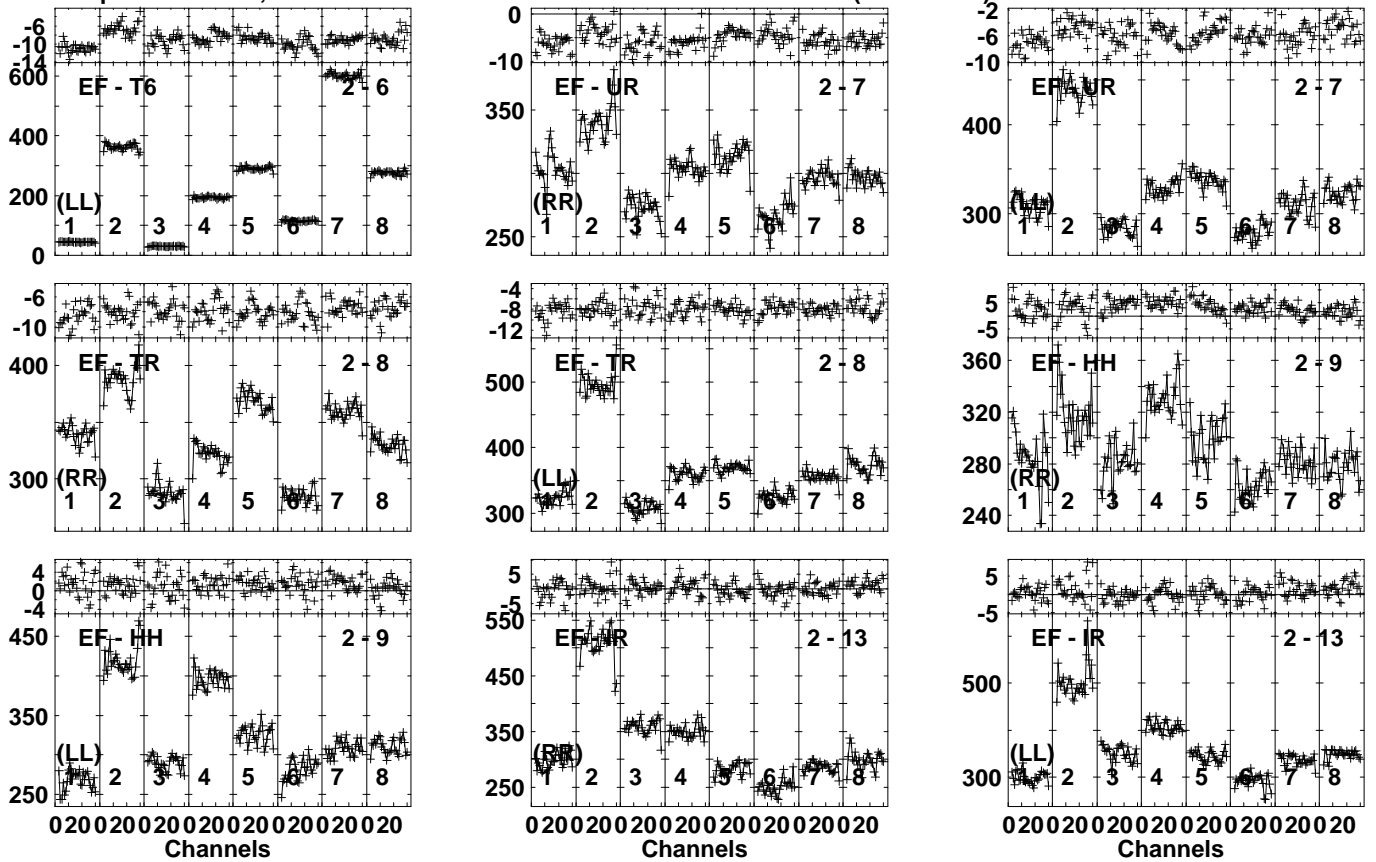 -6
-10
-14
600
400
200
0
EF - T6 2 - 6
(LL)
1 2 3 4 5 6 7 8
0
-10
350
250
EF - UR 2 - 7
(RR)
1 2 3 4 5 6 7 8
-2
-6
-10
400
300
EF - UR 2 - 7
(LL)
1 2 3 4 5 6 7 8
-6
-10
400
300
EF - TR 2 - 8
(RR)
1 2 3 4 5 6 7 8
-4
-8
-12
500
400
300
EF - TR 2 - 8
(LL)
1 2 3 4 5 6 7 8
5
-5
360
320
280
240
EF - HH 2 - 9
(RR)
1 2 3 4 5 6 7 8
4
0
-4
450
350
250
EF - HH 2 - 9
(LL)
1 2 3 4 5 6 7 8
0 20 0 20 0 20 0 20 0 20 0 20 0 20 0 20
Channels
5
-5
550
450
350
250
EF - IR 2 - 13
(RR)
1 2 3 4 5 6 7 8
0 20 0 20 0 20 0 20 0 20 0 20 0 20 0 20
Channels
5
-5
500
300
EF - IR 2 - 13
(LL)
1 2 3 4 5 6 7 8
0 20 0 20 0 20 0 20 0 20 0 20 0 20 0 20
Channels